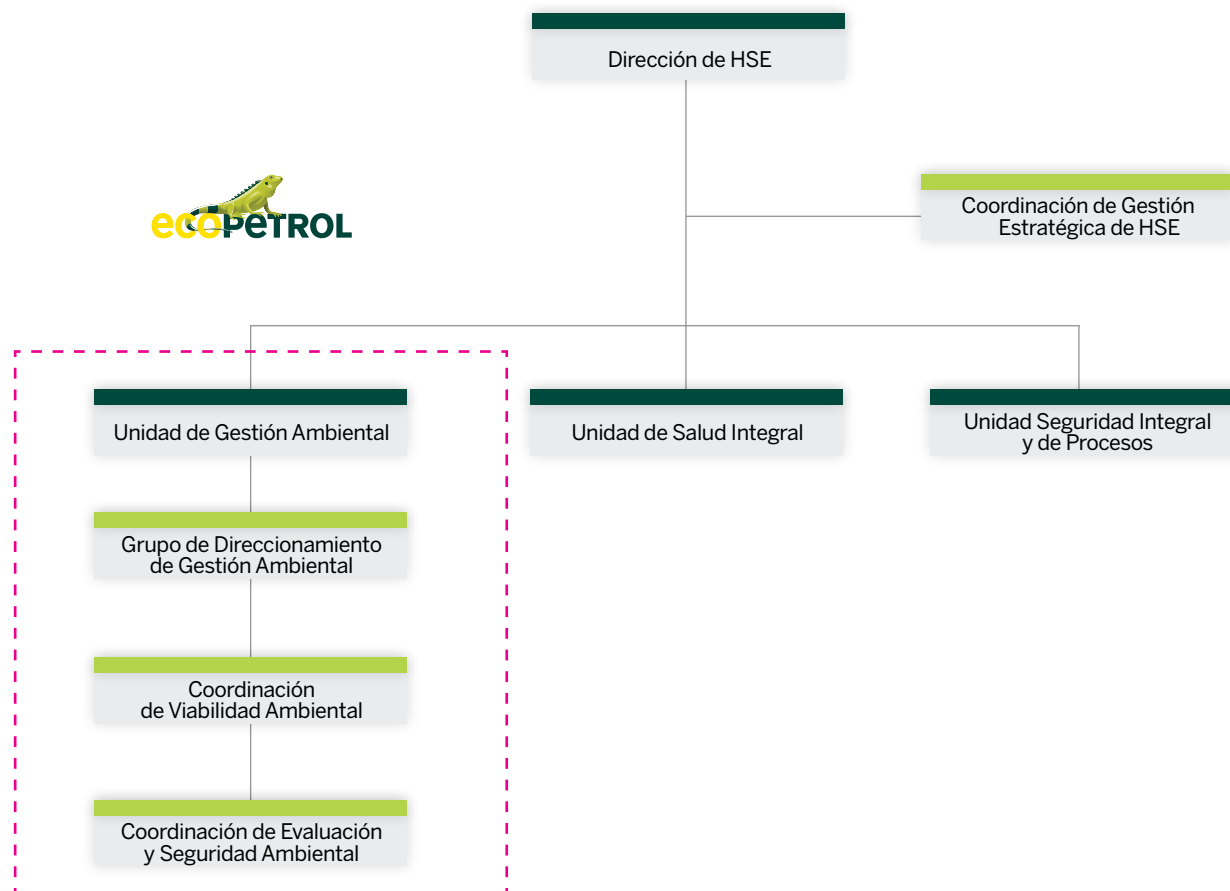 Dirección de HSE
ecoPeTROL
Coordinación de Gestión
Estratégica de HSE
Unidad de Gestión Ambiental
Unidad de Salud Integral
Unidad Seguridad Integral
y de Procesos
Grupo de Direccionamiento
de Gestión Ambiental
Coordinación
de Viabilidad Ambiental
Coordinación de Evaluación
y Seguridad Ambiental